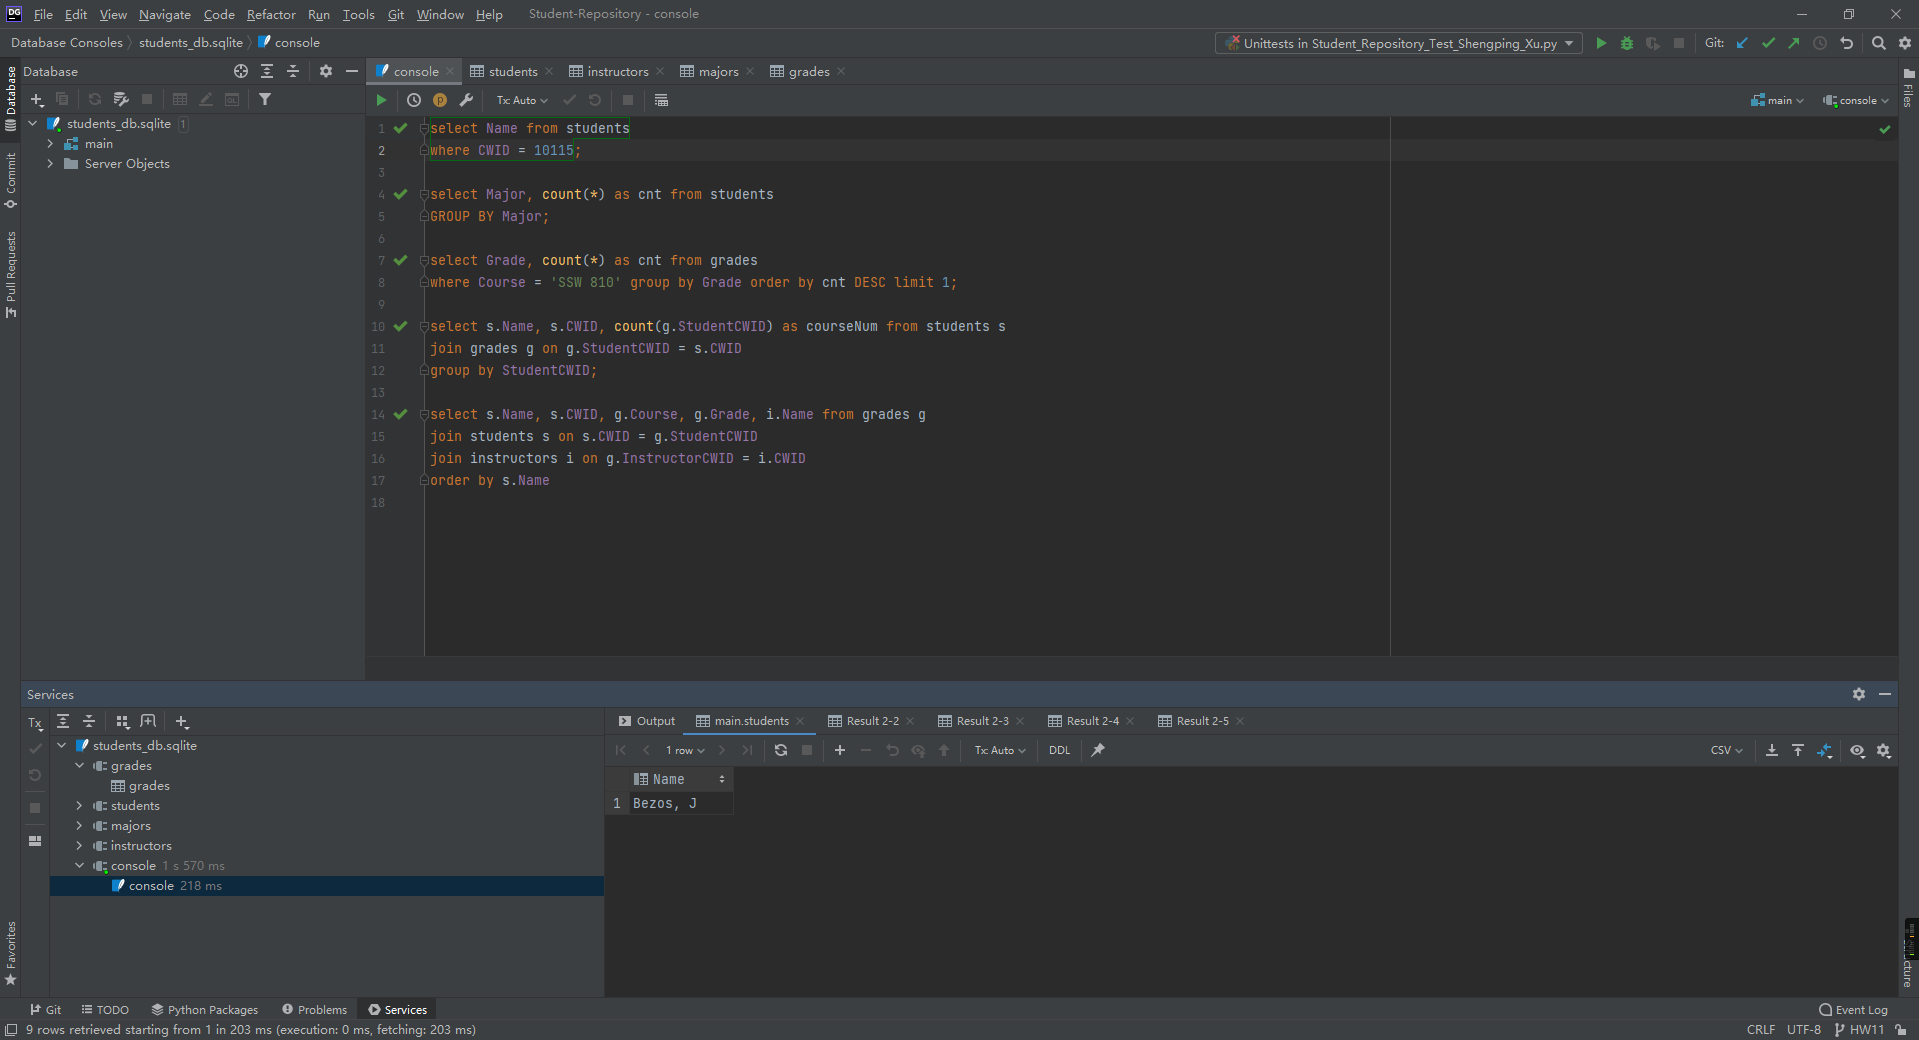 DG File Edit View Navigate Code Refactor Run Tools Git Window Help Student-Repository - console
Database Consoles students_db.sqlite console Unittests in Student_Repository_Test_Shengping_Xu.py Git:
Database
console students instructors majors grades
Tx: Auto main console
students_db.sqlite 1
main
Server Objects
Database
Commit
Pull Requests
Files
1 select Name from students
2 where CWID = 10115;
3
4 select Major, count(*) as cnt from students
5 GROUP BY Major;
6
7 select Grade, count(*) as cnt from grades
8 where Course = 'SSW 810' group by Grade order by cnt DESC limit 1;
9
10 select s.Name, s.CWID, count(g.StudentCWID) as courseNum from students s
11 join grades g on g.StudentCWID = s.CWID
12 group by StudentCWID;
13
14 select s.Name, s.CWID, g.Course, g.Grade, i.Name from grades g
15 join students s on s.CWID = g.StudentCWID
16 join instructors i on g.InstructorCWID = i.CWID
17 order by s.Name
18
Services
Tx
students_db.sqlite
grades
grades
students
majors
instructors
console 1 s 570 ms
console 218 ms
Output main.students Result 2-2 Result 2-3 Result 2-4 Result 2-5
1 row Tx: Auto DDL CSV
Name
1 Bezos, J
Favorites
Git TODO Python Packages Problems Services Event Log
9 rows retrieved starting from 1 in 203 ms (execution: 0 ms, fetching: 203 ms) CRLF UTF-8 HW11